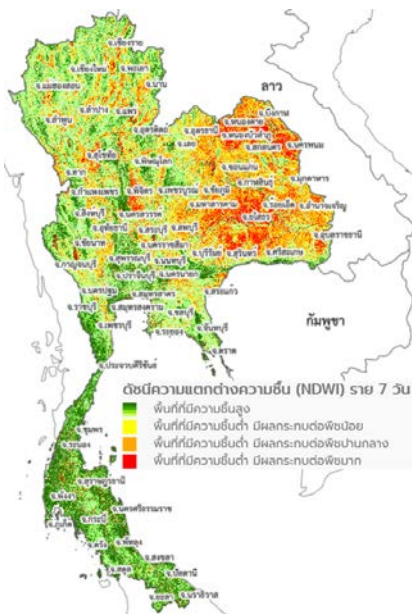 จ.เชียงราย
จ.เชียงใหม่
จ.พะเยา
จ.แม่ฮ่องสอน
จ.น่าน
ลาว
จ.ลำปาง
จ.แพร่
จ.ลำพูน
จ.บึงกาฬ
จ.หนองคาย
จ.อุตรดิตถ์
จ.อุดรธานี
จ.หนองบัวลำภู
จ.เลย
จ.นครพนม
จ.สกลนคร
จ.สุโขทัย
จ.พิษณุโลก
จ.ตาก
จ.ขอนแก่น
จ.กาฬสินธุ์
จ.มุกดาหาร
จ.กำแพงเพชร
จ.พิจิตร
จ.เพชรบูรณ์
จ.ชัยภูมิ
จ.มหาสารคาม
จ.ร้อยเอ็ด
จ.อำนาจเจริญ
จ.สิงห์บุรี
จ.นครสวรรค์
จ.ยโสธร
จ.อุทัยธานี
จ.สระบุรี
จ.ลพบุรี
จ.อุบลราชธานี
จ.ชัยนาท
จ.นครราชสีมา
จ.บุรีรัมย์
จ.สุรินทร์
จ.ศรีสะเกษ
จ.กาญจนบุรี
จ.สุพรรณบุรี
จ.นนทบุรี
จ.นครนายก
จ.ปราจีนบุรี
จ.สระแก้ว
จ.นครปฐม
จ.สมุทรสาคร
จ.ราชบุรี
จ.สมุทรสงคราม
จ.ชลบุรี
กัมพูชา
จ.เพชรบุรี
จ.ระยอง
จ.จันทบุรี
จ.ตราด
จ.ประจวบคีรีขันธ์
ดัชนีความแตกต่างความชื้น (NDWI) ราย 7 วัน
พื้นที่ที่มีความชื้นสูง
พื้นที่ที่มีความชื้นต่ำ มีผลกระทบต่อพืชน้อย
พื้นที่ที่มีความชื้นต่ำ มีผลกระทบต่อพืชปานกลาง
พื้นที่ที่มีความชื้นต่ำ มีผลกระทบต่อพืชมาก
จ.ชุมพร
จ.ระนอง
จ.สุราษฎร์ธานี
จ.พังงา
จ.นครศรีธรรมราช
จ.ภูเก็ต
จ.กระบี่
จ.ตรัง
จ.พัทลุง
จ.สงขลา
จ.สตูล
จ.ปัตตานี
จ.ยะลา
จ.นราธิวาส